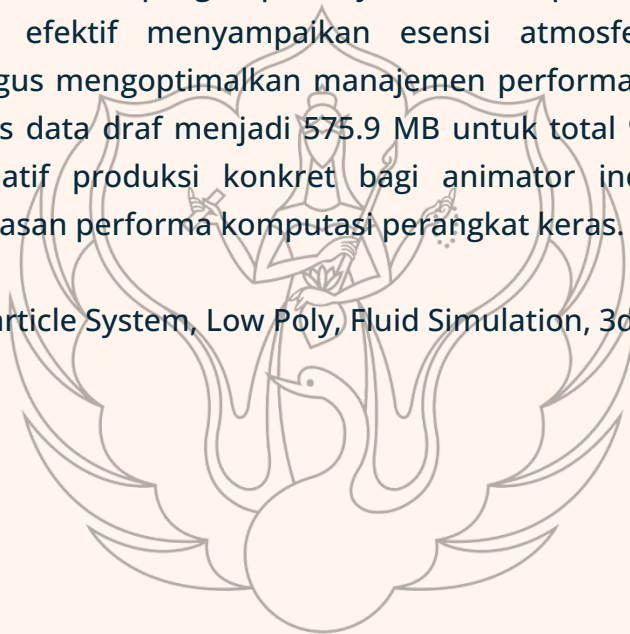 efektif menyampaikan esensi atmosfe
gus mengoptimalkan manajemen performa
s data draf menjadi 575.9 MB untuk total
atif produksi konkret bagi animator in
asan performa komputasi perangkat keras.
article System, Low Poly, Fluid Simulation, 3d